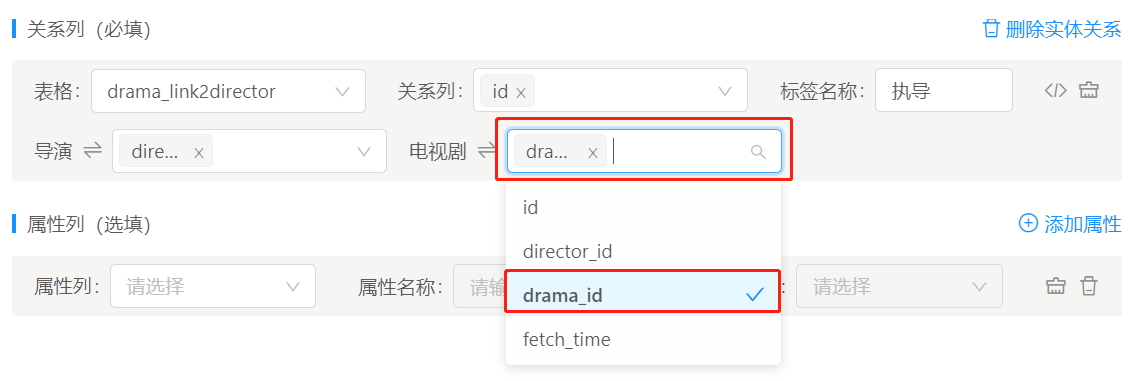 关系列 (必填) 删除实体关系
表格: drama_link2director 关系列: id x 标签名称: 执导 </>
导演 ⇌ dire... x 电视剧 ⇌ dra... x
id
属性列 (选填) 添加属性
director_id
属性列: 请选择 属性名称: 请输 : 请选择
drama_id
fetch_time